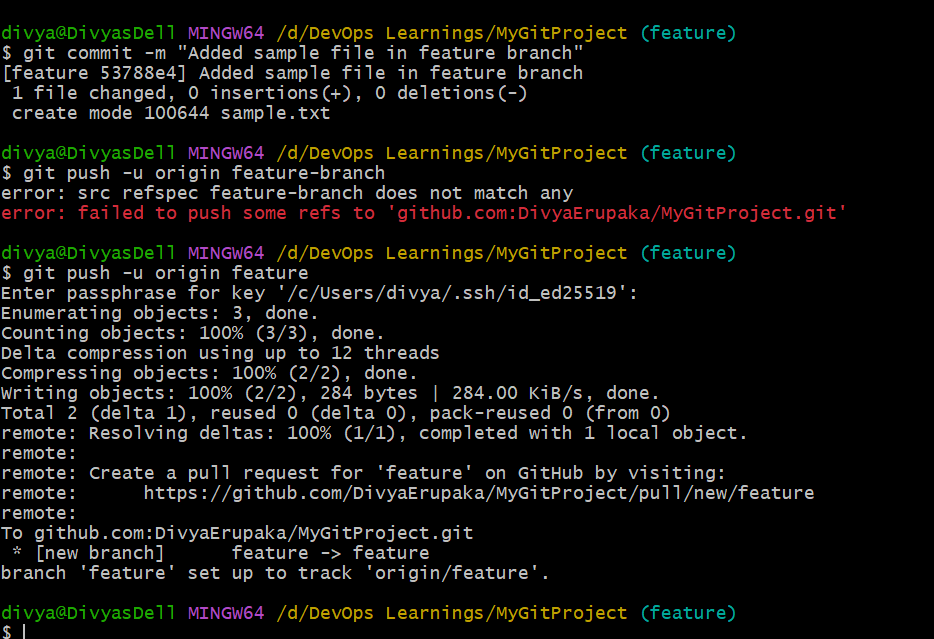 divya@DivyasDell MINGW64 /d/DevOps Learnings/MyGitProject (feature)
$ git commit -m "Added sample file in feature branch"
[feature 53788e4] Added sample file in feature branch
 1 file changed, 0 insertions(+), 0 deletions(-)
 create mode 100644 sample.txt
divya@DivyasDell MINGW64 /d/DevOps Learnings/MyGitProject (feature)
$ git push -u origin feature-branch
error: src refspec feature-branch does not match any
error: failed to push some refs to 'github.com:DivyaErupaka/MyGitProject.git'
divya@DivyasDell MINGW64 /d/DevOps Learnings/MyGitProject (feature)
$ git push -u origin feature
Enter passphrase for key '/c/Users/divya/.ssh/id_ed25519':
Enumerating objects: 3, done.
Counting objects: 100% (3/3), done.
Delta compression using up to 12 threads
Compressing objects: 100% (2/2), done.
Writing objects: 100% (2/2), 284 bytes | 284.00 KiB/s, done.
Total 2 (delta 1), reused 0 (delta 0), pack-reused 0 (from 0)
remote: Resolving deltas: 100% (1/1), completed with 1 local object.
remote:
remote: Create a pull request for 'feature' on GitHub by visiting:
remote:      https://github.com/DivyaErupaka/MyGitProject/pull/new/feature
remote:
To github.com:DivyaErupaka/MyGitProject.git
 * [new branch]      feature -> feature
branch 'feature' set up to track 'origin/feature'.
divya@DivyasDell MINGW64 /d/DevOps Learnings/MyGitProject (feature)
$